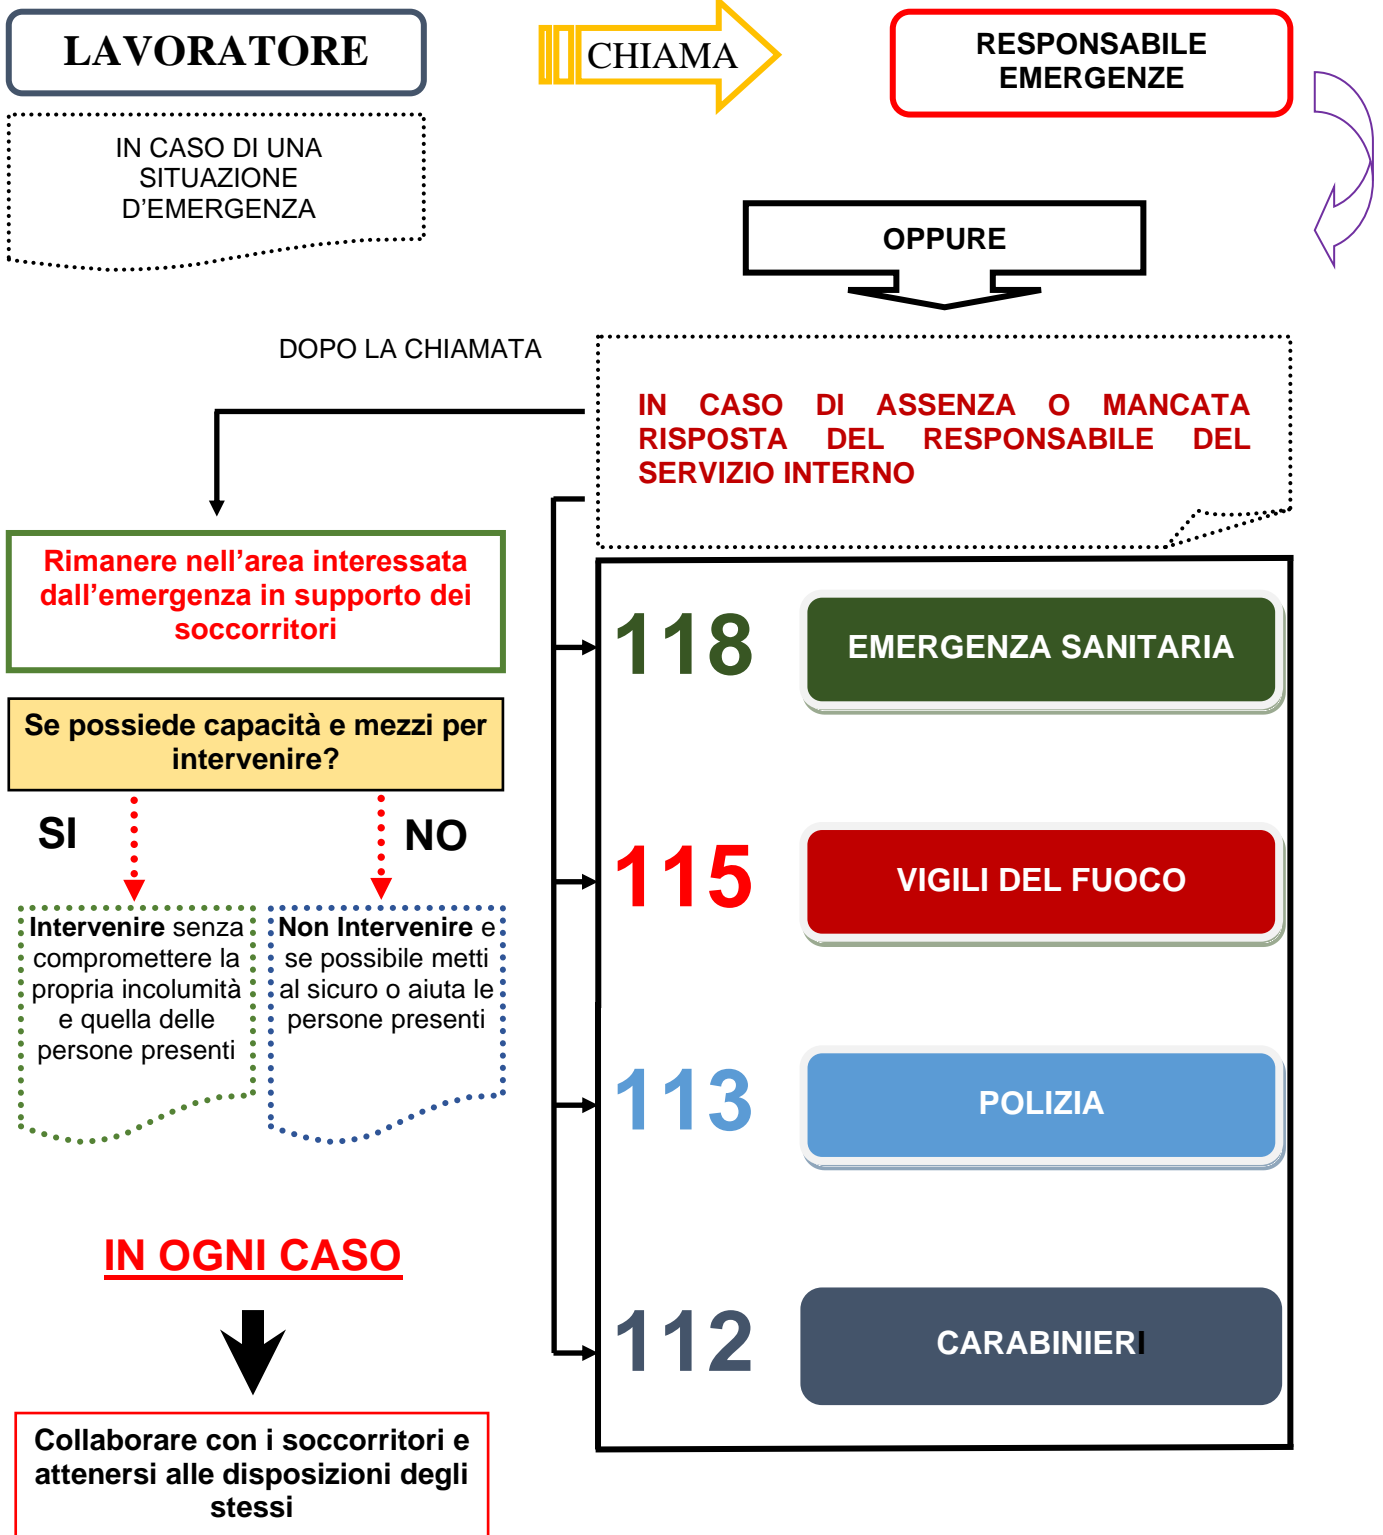 LAVORATORE
CHIAMA
RESPONSABILE
EMERGENZE
IN CASO DI UNA
SITUAZIONE
D'EMERGENZA
OPPURE
DOPO LA CHIAMATA
IN CASO DI ASSENZA O MANCATA
RISPOSTA DEL RESPONSABILE DEL
SERVIZIO INTERNO
Rimanere nell'area interessata
dall'emergenza in supporto dei
soccorritori
Se possiede capacità e mezzi per
intervenire?
SI
NO
Intervenire senza
compromettere la
propria incolumità
e quella delle
persone presenti
Non Intervenire e
se possibile metti
al sicuro o aiuta le
persone presenti
IN OGNI CASO
Collaborare con i soccorritori e
attenersi alle disposizioni degli
stessi
118
EMERGENZA SANITARIA
115
VIGILI DEL FUOCO
113
POLIZIA
112
CARABINIERI